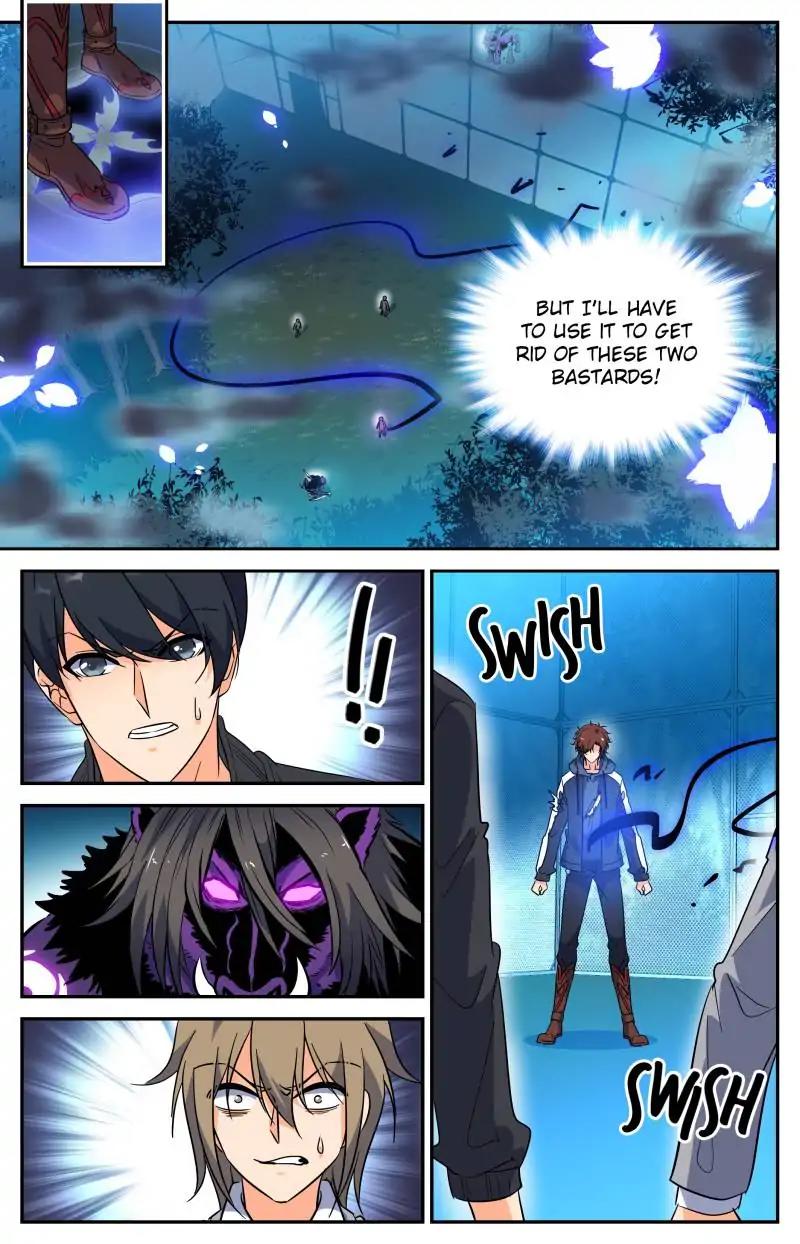 BUT I'LL HAVE
TO USE IT TO GET
RID OF THESE TWO
BASTARDS!
!!
SWISH
SWISH